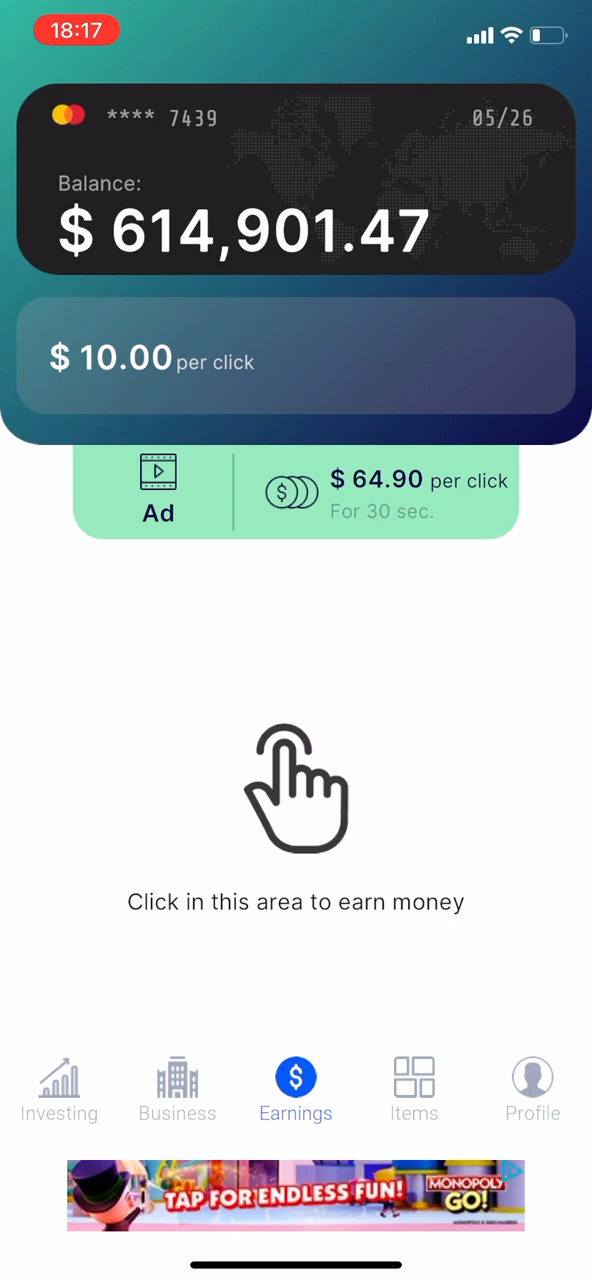 18:17
**** 7439 05/26
Balance:
$ 614,901.47
$ 10.00 per click
Ad
$ 64.90 per click
For 30 sec.
Click in this area to earn money
Investing Business Earnings Items Profile
TAP FOR ENDLESS FUN!
MONOPOLY
GO!